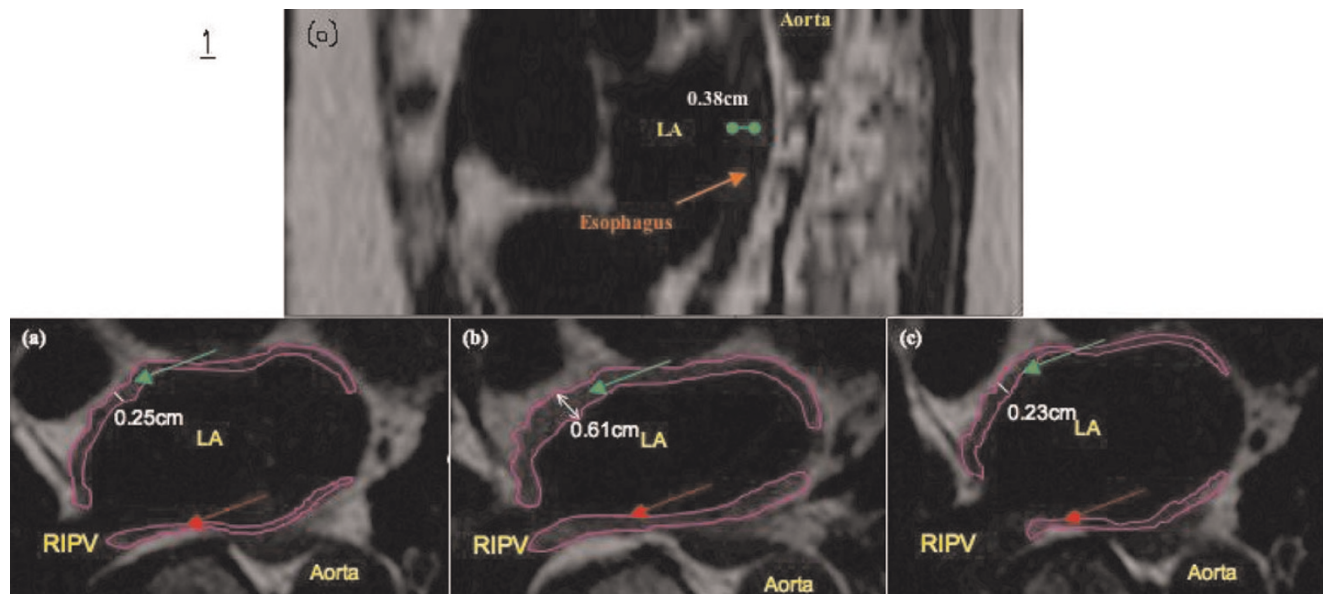 1
(a)
Aorta
0.38cm
LA
Esophagus
(a)
0.25cm
LA
RIPV
Aorta
(b)
0.61cm
LA
RIPV
Aorta
(c)
0.23cm
LA
RIPV
Aorta